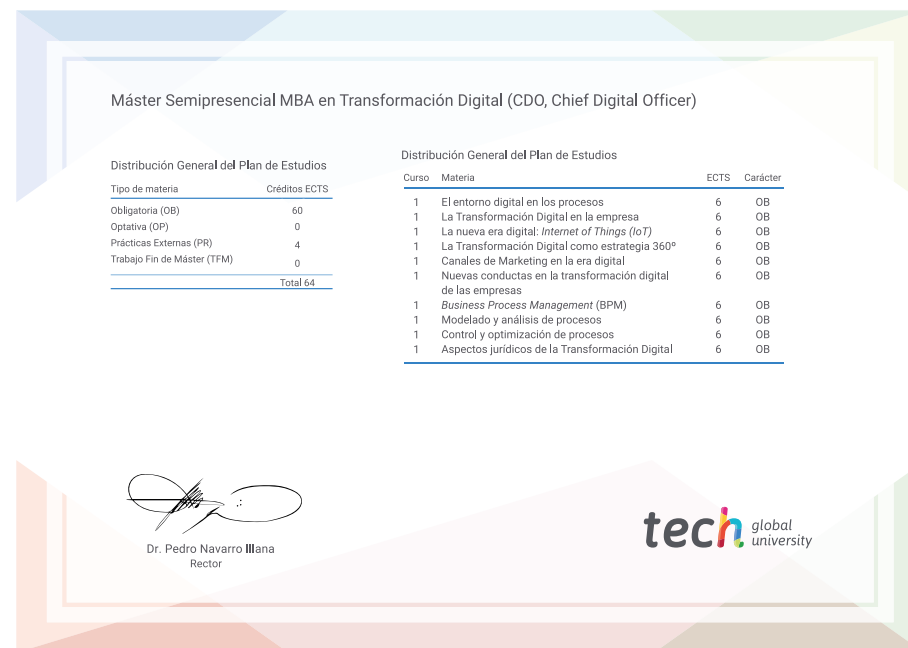 Máster Semipresencial MBA en Transformación Digital (CDO, Chief Digital Officer)
Distribución General del Plan de Estudios
Tipo de materia Créditos ECTS
Obligatoria (OB) 60
Optativa (OP) 0
Prácticas Externas (PR) 4
Trabajo Fin de Máster (TFM) 0
Total 64
Distribución General del Plan de Estudios
Curso Materia ECTS Carácter
1 El entorno digital en los procesos 6 OB
1 La Transformación Digital en la empresa 6 OB
1 La nueva era digital: Internet of Things (IoT) 6 OB
1 La Transformación Digital como estrategia 360º 6 OB
1 Canales de Marketing en la era digital 6 OB
1 Nuevas conductas en la transformación digital 6 OB
de las empresas
1 Business Process Management (BPM) 6 OB
1 Modelado y análisis de procesos 6 OB
1 Control y optimización de procesos 6 OB
1 Aspectos jurídicos de la Transformación Digital 6 OB
Dr. Pedro Navarro Illana
Rector
tech global
university